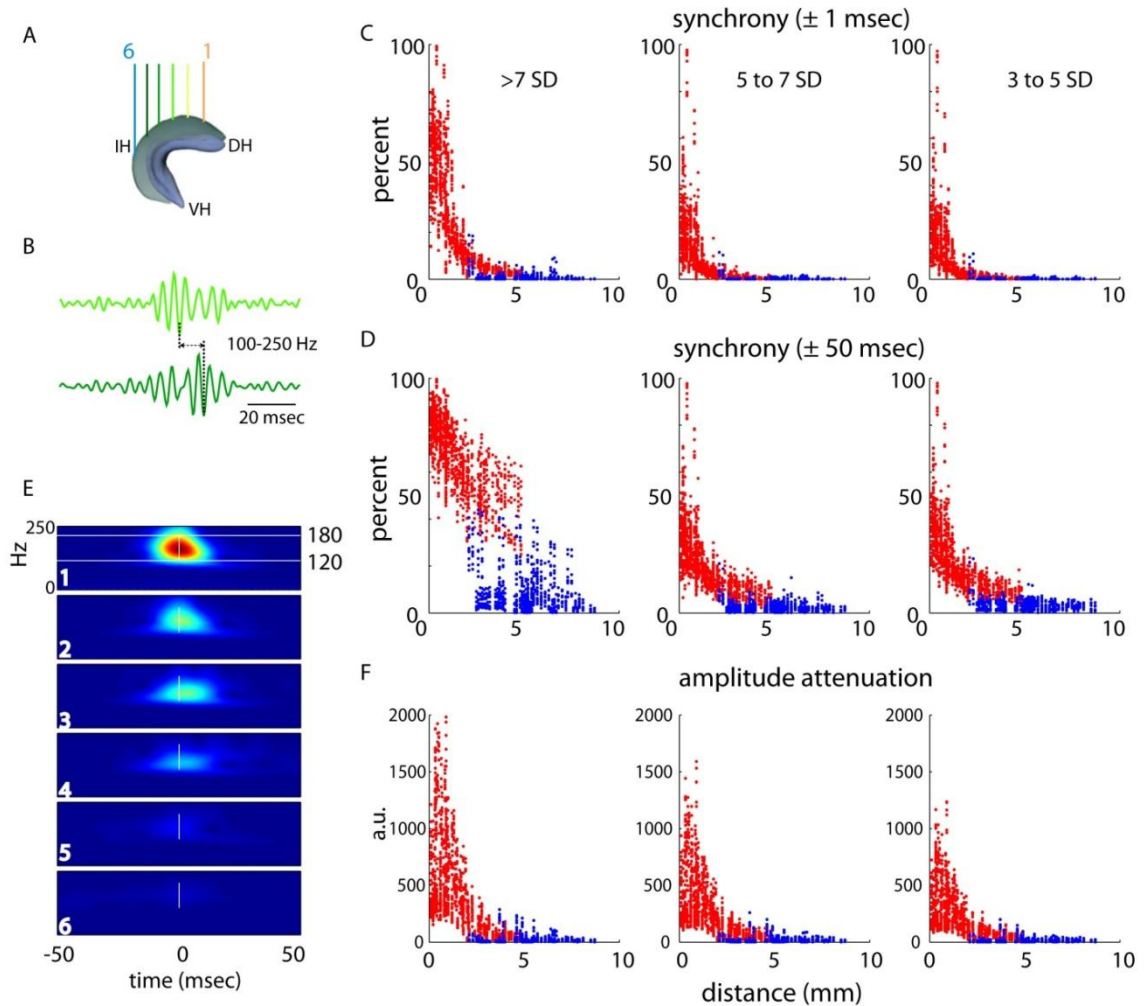 A
6 1
IH DH
VH
B
100-250 Hz
20 msec
C
synchrony (± 1 msec)
>7 SD 5 to 7 SD 3 to 5 SD
percent
100
50
0
0 5 10
100
50
0
0 5 10
100
50
0
0 5 10
D
synchrony (± 50 msec)
percent
100
50
0
0 5 10
100
50
0
0 5 10
100
50
0
0 5 10
E
Hz
250
0
180
120
1
2
3
4
5
6
-50 0 50
time (msec)
F
amplitude attenuation
a.u.
2000
1500
1000
500
0
0 5 10
2000
1500
1000
500
0
0 5 10
2000
1500
1000
500
0
0 5 10
distance (mm)